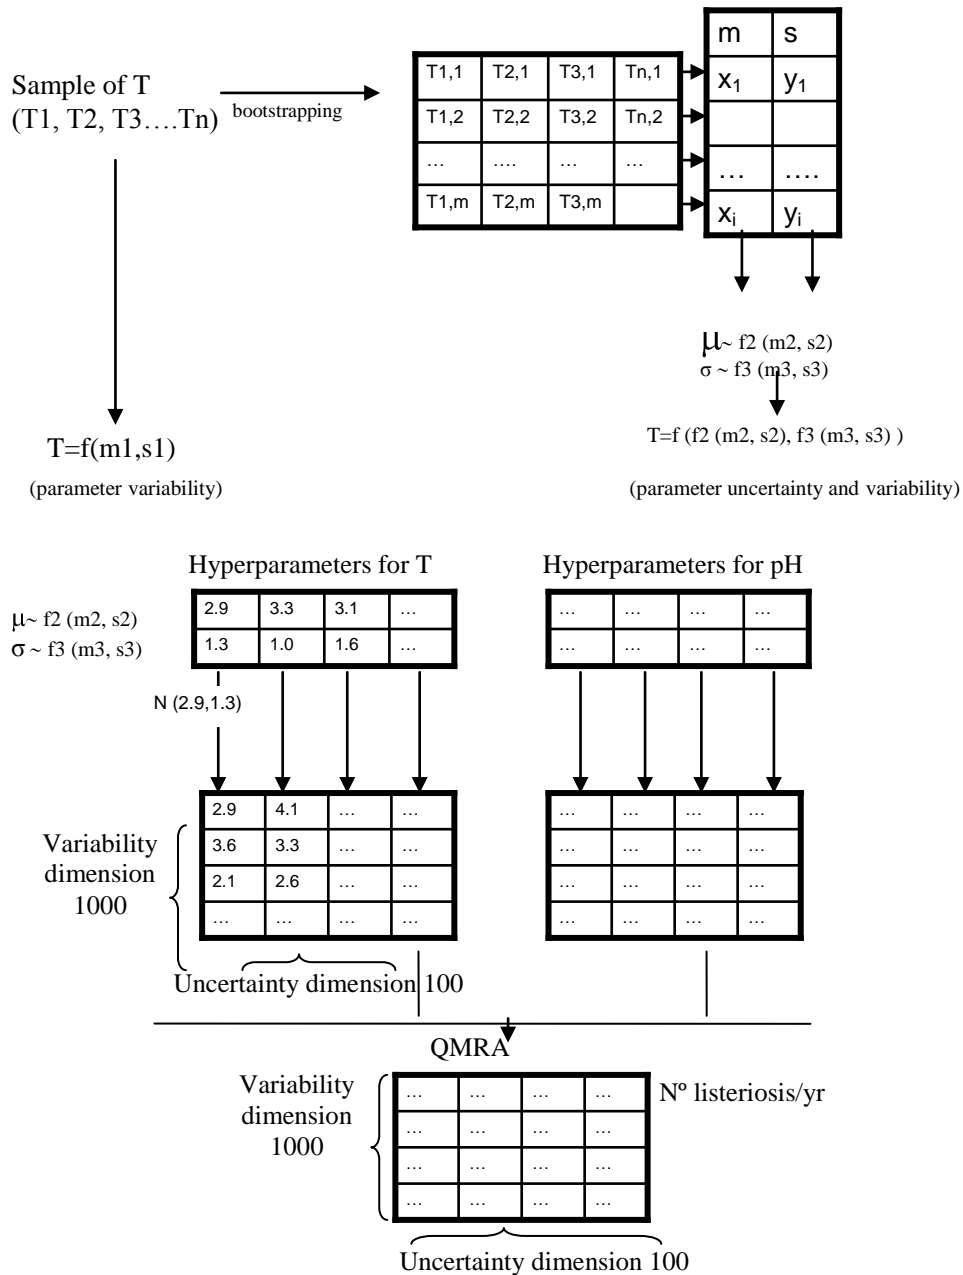 Sample of T
(T1, T2, T3….Tn)
bootstrapping
T1,1 T2,1 T3,1 Tn,1
T1,2 T2,2 T3,2 Tn,2
… …. … …
T1,m T2,m T3,m
m s
x1 y1
… ….
xi yi
μ~ f2 (m2, s2)
σ ~ f3 (m3, s3)
T=f(m1,s1)
(parameter variability)
T=f (f2 (m2, s2), f3 (m3, s3) )
(parameter uncertainty and variability)
Hyperparameters for T
Hyperparameters for pH
μ~ f2 (m2, s2)
σ ~ f3 (m3, s3)
2.9 3.3 3.1 …
1.3 1.0 1.6 …
… … … …
… … … …
N (2.9,1.3)
Variability
dimension
1000
2.9 4.1 … …
3.6 3.3 … …
2.1 2.6 … …
… … … …
… … … …
… … … …
… … … …
… … … …
Uncertainty dimension 100
QMRA
Variability
dimension
1000
… … … …
… … … …
… … … …
… … … …
Nº listeriosis/yr
Uncertainty dimension 100